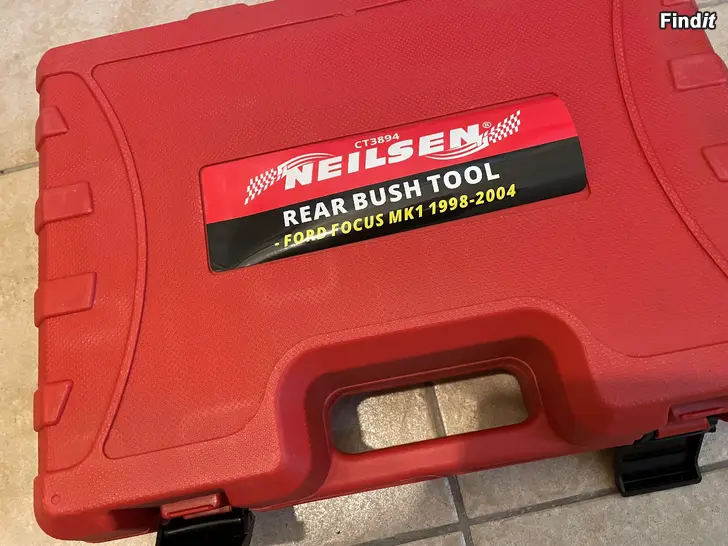 Findit
CT3894
NEILSEN®
REAR BUSH TOOL
- FORD FOCUS MK1 1998-2004